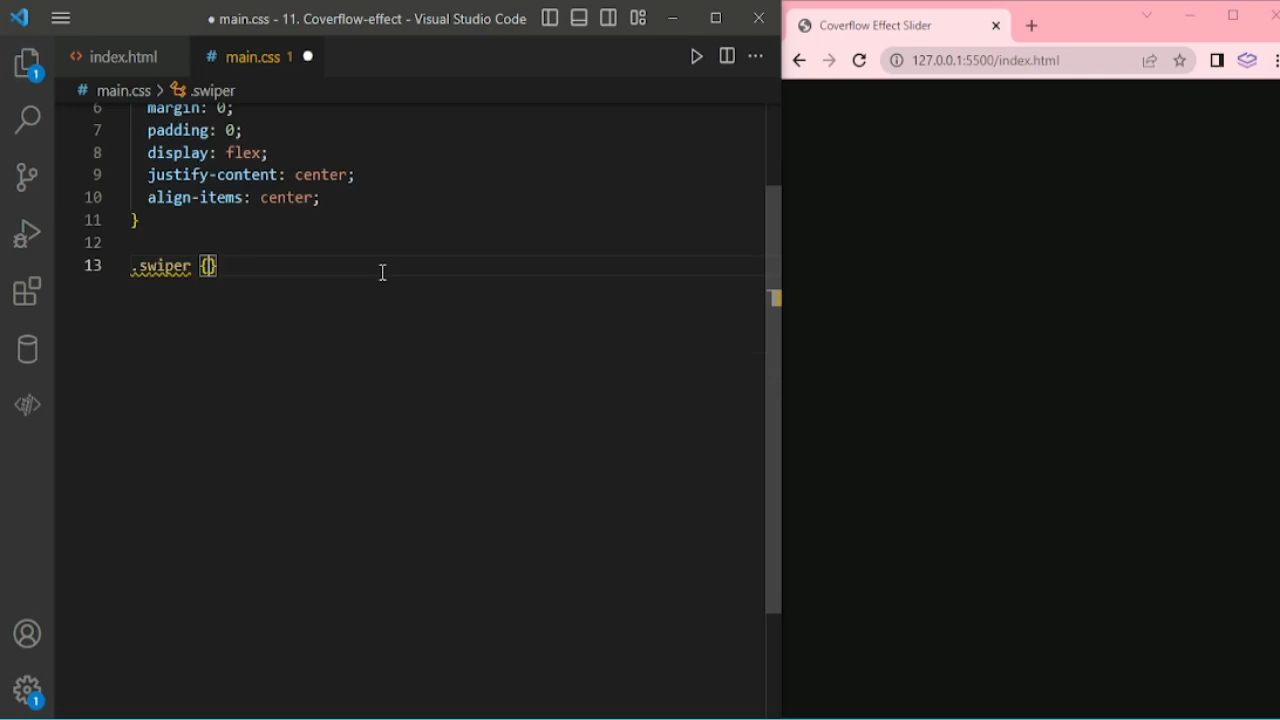 main.css - 11. Coverflow-effect - Visual Studio Code
index.html
main.css 1
main.css > .swiper
6 margin: 0;
7 padding: 0;
8 display: flex;
9 justify-content: center;
10 align-items: center;
11 }
12
13 .swiper {}
1
1
Coverflow Effect Slider
127.0.0.1:5500/index.html